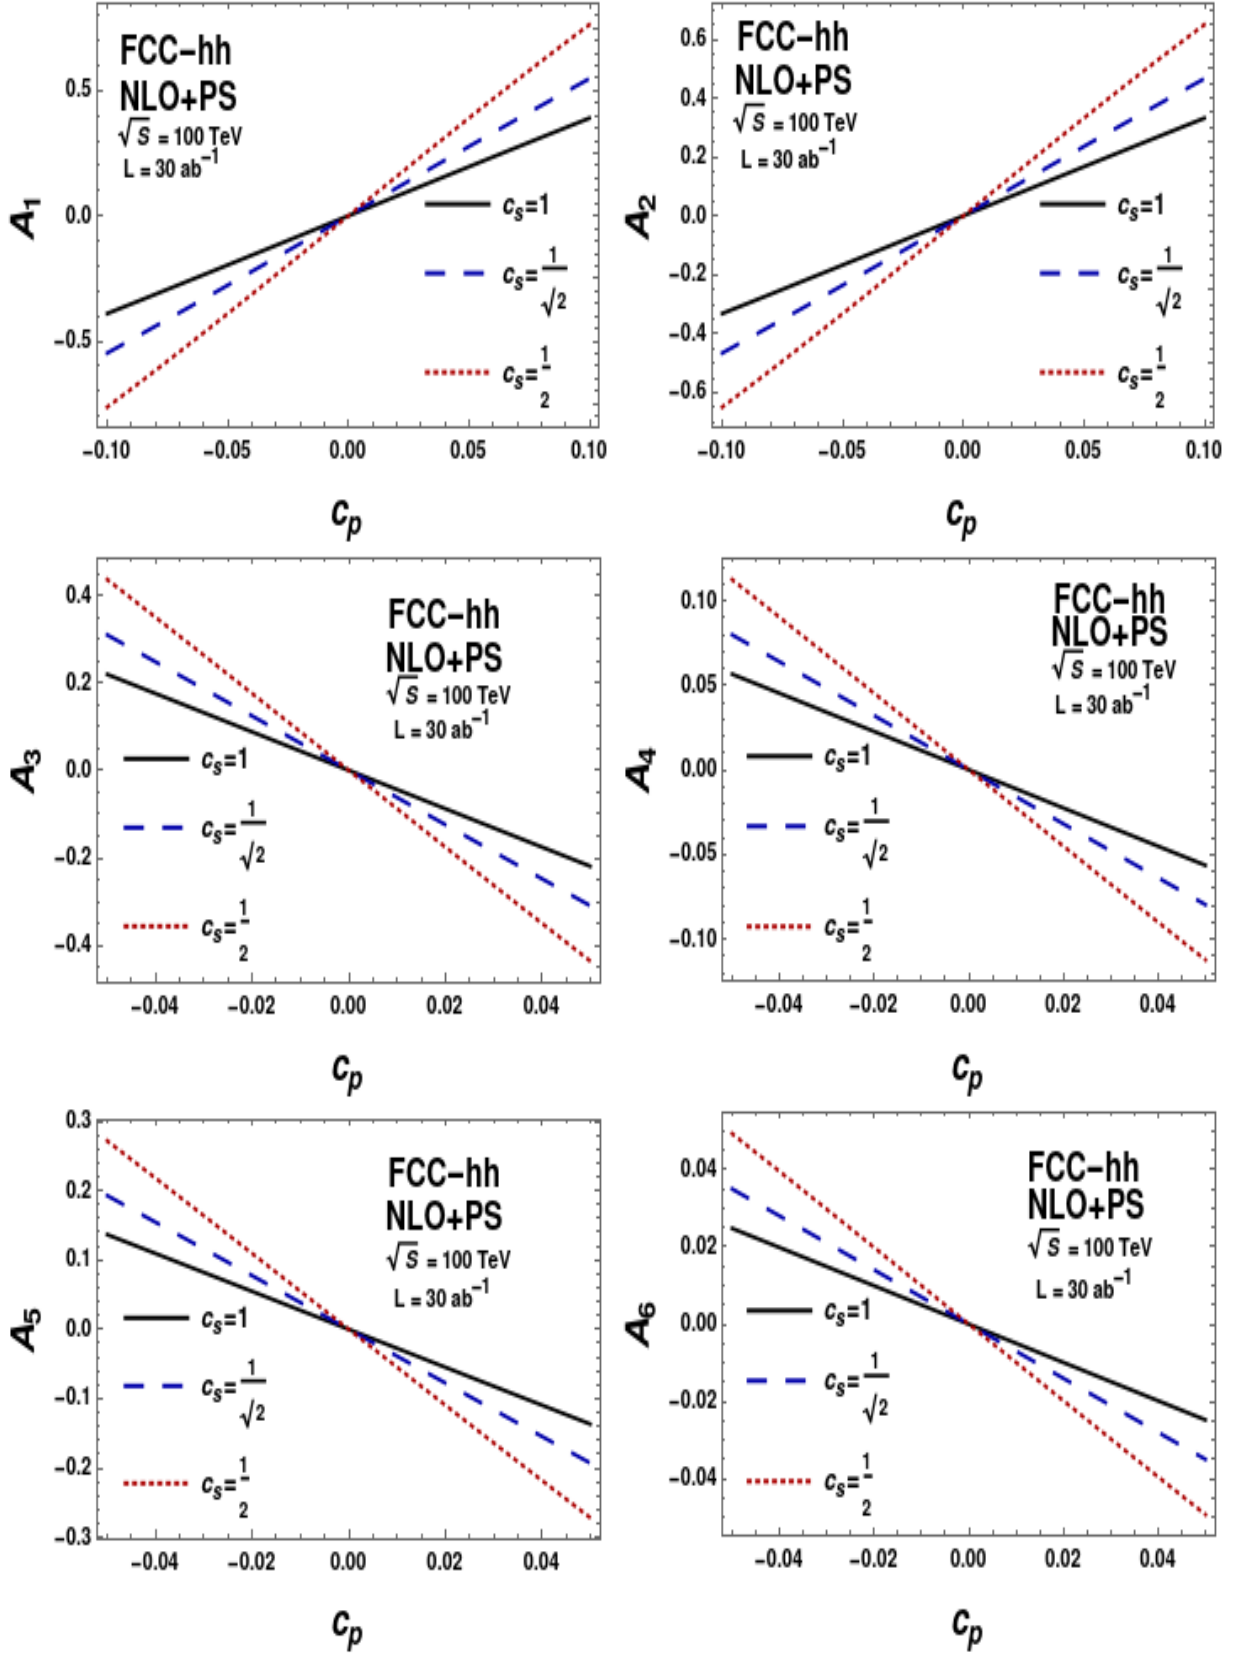 FCC-hh
NLO+PS
√S = 100 TeV
L = 30 ab⁻¹
0.5
0.0
−0.5
A₁
c_s=1
c_s=1/√2
c_s=1/2
−0.10 −0.05 0.00 0.05 0.10
c_p
FCC-hh
NLO+PS
√S = 100 TeV
L = 30 ab⁻¹
0.6
0.4
0.2
0.0
−0.2
−0.4
−0.6
A₂
c_s=1
c_s=1/√2
c_s=1/2
−0.10 −0.05 0.00 0.05 0.10
c_p
FCC-hh
NLO+PS
√S = 100 TeV
L = 30 ab⁻¹
0.4
0.2
0.0
−0.2
−0.4
A₃
c_s=1
c_s=1/√2
c_s=1/2
−0.04 −0.02 0.00 0.02 0.04
c_p
FCC-hh
NLO+PS
√S = 100 TeV
L = 30 ab⁻¹
0.10
0.05
0.00
−0.05
−0.10
A₄
c_s=1
c_s=1/√2
c_s=1/2
−0.04 −0.02 0.00 0.02 0.04
c_p
FCC-hh
NLO+PS
√S = 100 TeV
L = 30 ab⁻¹
0.3
0.2
0.1
0.0
−0.1
−0.2
−0.3
A₅
c_s=1
c_s=1/√2
c_s=1/2
−0.04 −0.02 0.00 0.02 0.04
c_p
FCC-hh
NLO+PS
√S = 100 TeV
L = 30 ab⁻¹
0.04
0.02
0.00
−0.02
−0.04
A₆
c_s=1
c_s=1/√2
c_s=1/2
−0.04 −0.02 0.00 0.02 0.04
c_p